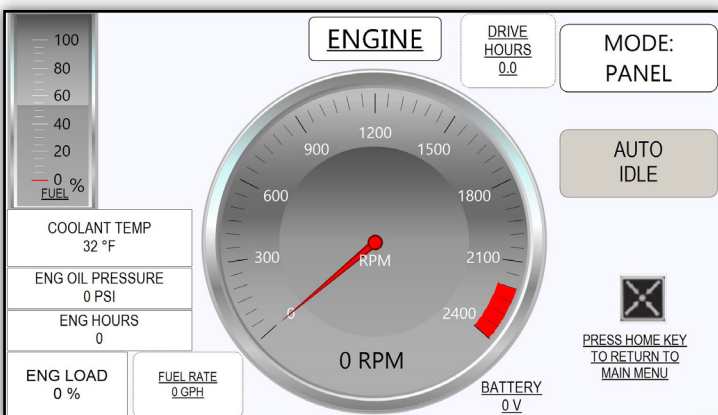 ENGINE
DRIVE
HOURS
0.0
MODE:
PANEL
100
80
60
40
20
0
%
FUEL
AUTO
IDLE
COOLANT TEMP
32 °F
ENG OIL PRESSURE
0 PSI
ENG HOURS
0
ENG LOAD
0 %
FUEL RATE
0 GPH
0
300
600
900
1200
1500
1800
2100
2400
RPM
0 RPM
BATTERY
0 V
PRESS HOME KEY
TO RETURN TO
MAIN MENU